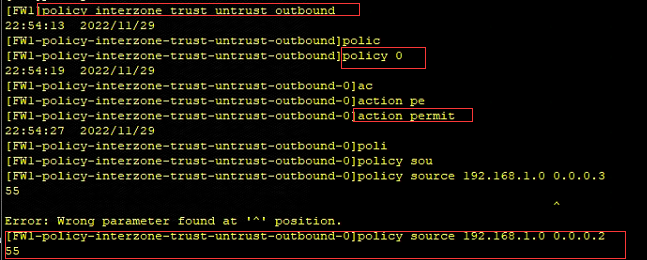 [FW1]policy interzone trust untrust outbound
22:54:13  2022/11/29
[FW1-policy-interzone-trust-untrust-outbound]polic
[FW1-policy-interzone-trust-untrust-outbound]policy 0
22:54:19  2022/11/29
[FW1-policy-interzone-trust-untrust-outbound-0]ac
[FW1-policy-interzone-trust-untrust-outbound-0]action pe
[FW1-policy-interzone-trust-untrust-outbound-0]action permit
22:54:27  2022/11/29
[FW1-policy-interzone-trust-untrust-outbound-0]poli
[FW1-policy-interzone-trust-untrust-outbound-0]policy sou
[FW1-policy-interzone-trust-untrust-outbound-0]policy source 192.168.1.0 0.0.0.3
55
^
Error: Wrong parameter found at '^' position.
[FW1-policy-interzone-trust-untrust-outbound-0]policy source 192.168.1.0 0.0.0.2
55